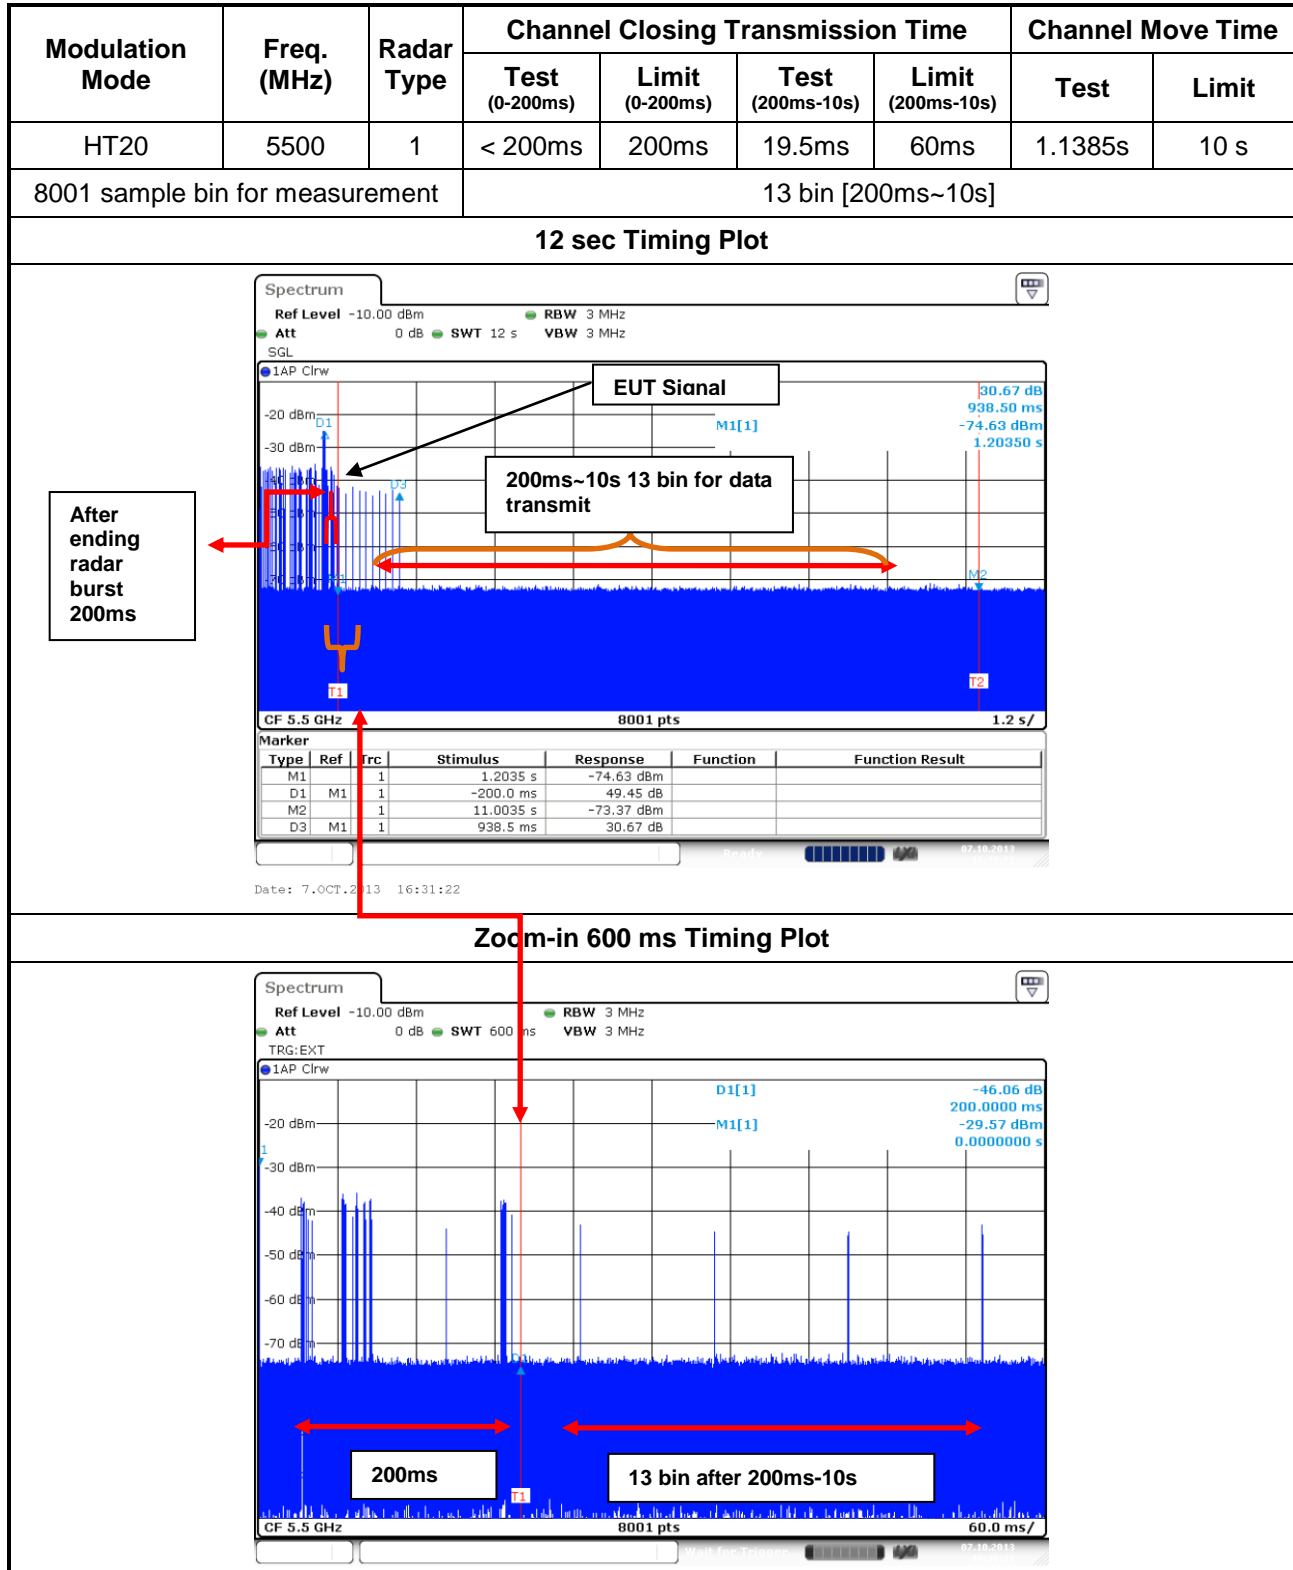 Modulation Mode Freq. (MHz) Radar Type Channel Closing Transmission Time Channel Move Time
Test (0-200ms) Limit (0-200ms) Test (200ms-10s) Limit (200ms-10s) Test Limit
HT20 5500 1 < 200ms 200ms 19.5ms 60ms 1.1385s 10 s
8001 sample bin for measurement 13 bin [200ms~10s]
12 sec Timing Plot
Spectrum
Ref Level -10.00 dBm RBW 3 MHz
Att 0 dB SWT 12 s VBW 3 MHz
SGL
1AP Clrw
EUT Signal
30.67 dB
938.50 ms
-20 dBm
D1
M1[1] -74.63 dBm
1.20350 s
-30 dBm
200ms~10s 13 bin for data
transmit
D3
After
ending
radar
burst
200ms
M2
T1
T2
CF 5.5 GHz 8001 pts 1.2 s/
Marker
Type Ref Trc Stimulus Response Function Function Result
M1 1 1.2035 s -74.63 dBm
D1 M1 1 -200.0 ms 49.45 dB
M2 1 11.0035 s -73.37 dBm
D3 M1 1 938.5 ms 30.67 dB
Ready 07.10.2013
Date: 7.OCT.2013 16:31:22
Zoom-in 600 ms Timing Plot
Spectrum
Ref Level -10.00 dBm RBW 3 MHz
Att 0 dB SWT 600 ms VBW 3 MHz
TRG:EXT
1AP Clrw
D1[1] -46.06 dB
200.0000 ms
-20 dBm
M1[1] -29.57 dBm
0.0000000 s
-30 dBm
-40 dBm
-50 dBm
-60 dBm
-70 dBm
200ms
13 bin after 200ms-10s
T1
CF 5.5 GHz 8001 pts 60.0 ms/
Wait for Trigger 07.10.2013